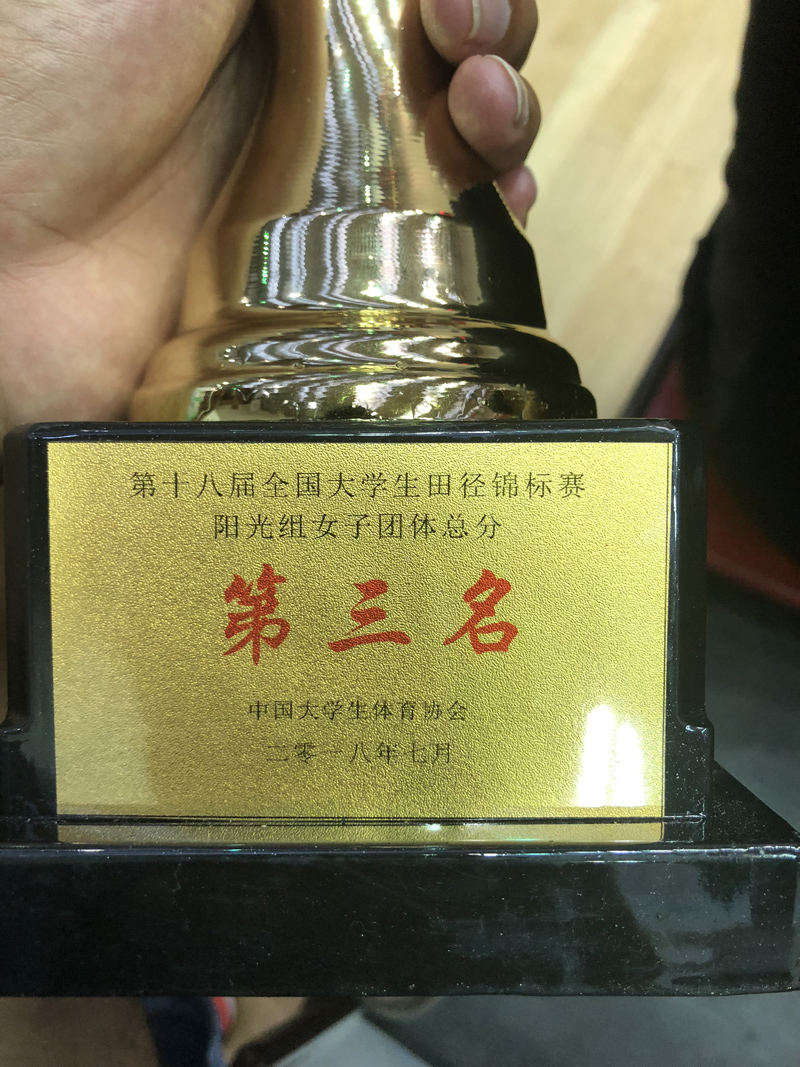 第十八届全国大学生田径锦标赛
阳光组女子团体总分
第三名
中国大学生体育协会
二零一八年七月